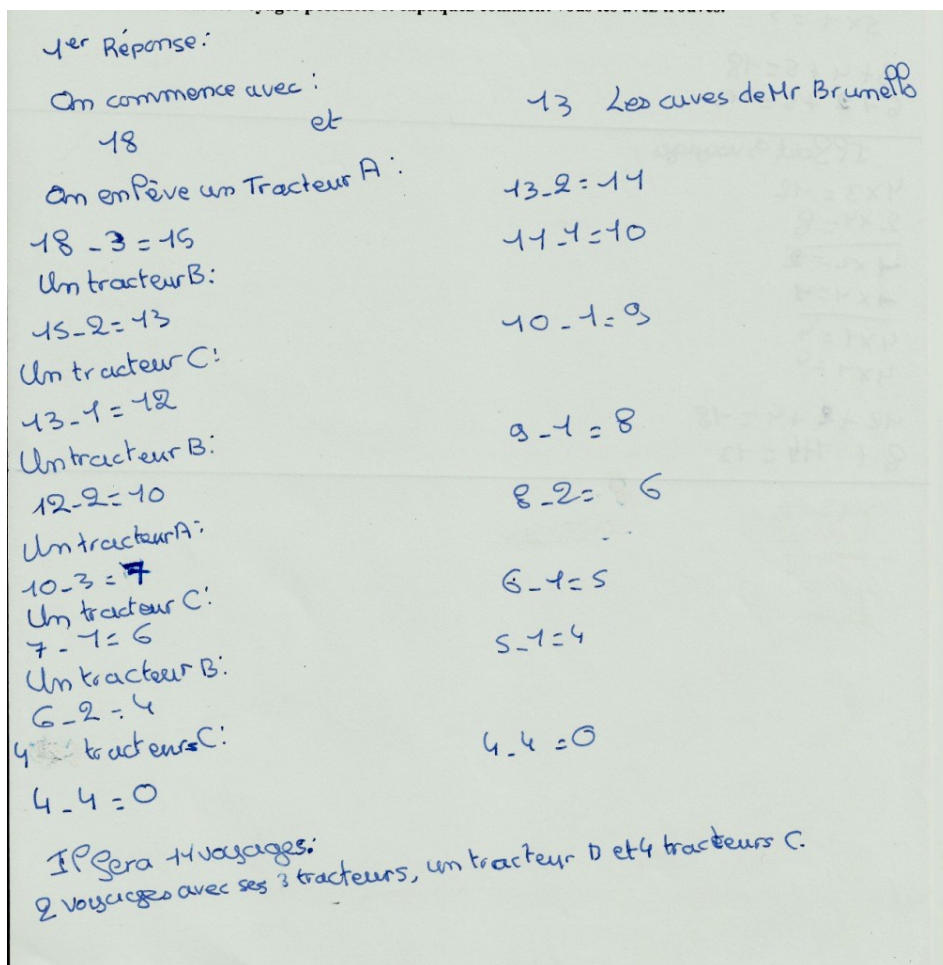 1er Réponse:
On commence avec:
18 et 13 Les cuves de Mr Brunello
On enlève un Tracteur A:
18-3=15 13-2=11
Un tracteur B:
15-2=13 11-1=10
Un tracteur C:
13-1=12 10-1=9
Un tracteur B:
12-2=10 9-1=8
Un tracteur A:
10-3=7 8-2=6
Un tracteur C:
7-1=6 6-1=5
Un tracteur B:
6-2=4 5-1=4
4 tracteurs C:
4-4=0 4-4=0
Il fera 11 voyages:
2 voyages avec ses 3 tracteurs, un tracteur B et 4 tracteurs C.